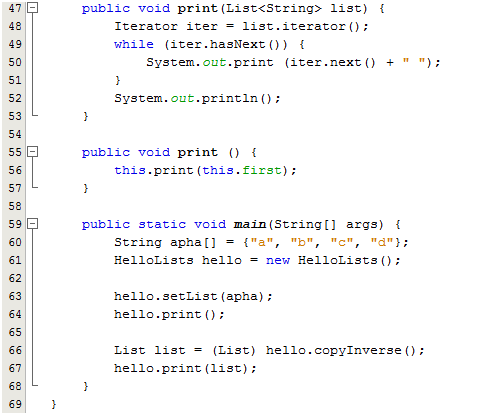 47 public void print(List<String> list) {
48 Iterator iter = list.iterator();
49 while (iter.hasNext()) {
50 System.out.print (iter.next() + " ");
51 }
52 System.out.println();
53 }
54
55 public void print () {
56 this.print(this.first);
57 }
58
59 public static void main(String[] args) {
60 String apha[] = {"a", "b", "c", "d"};
61 HelloLists hello = new HelloLists();
62
63 hello.setList(apha);
64 hello.print();
65
66 List list = (List) hello.copyInverse();
67 hello.print(list);
68 }
69 }